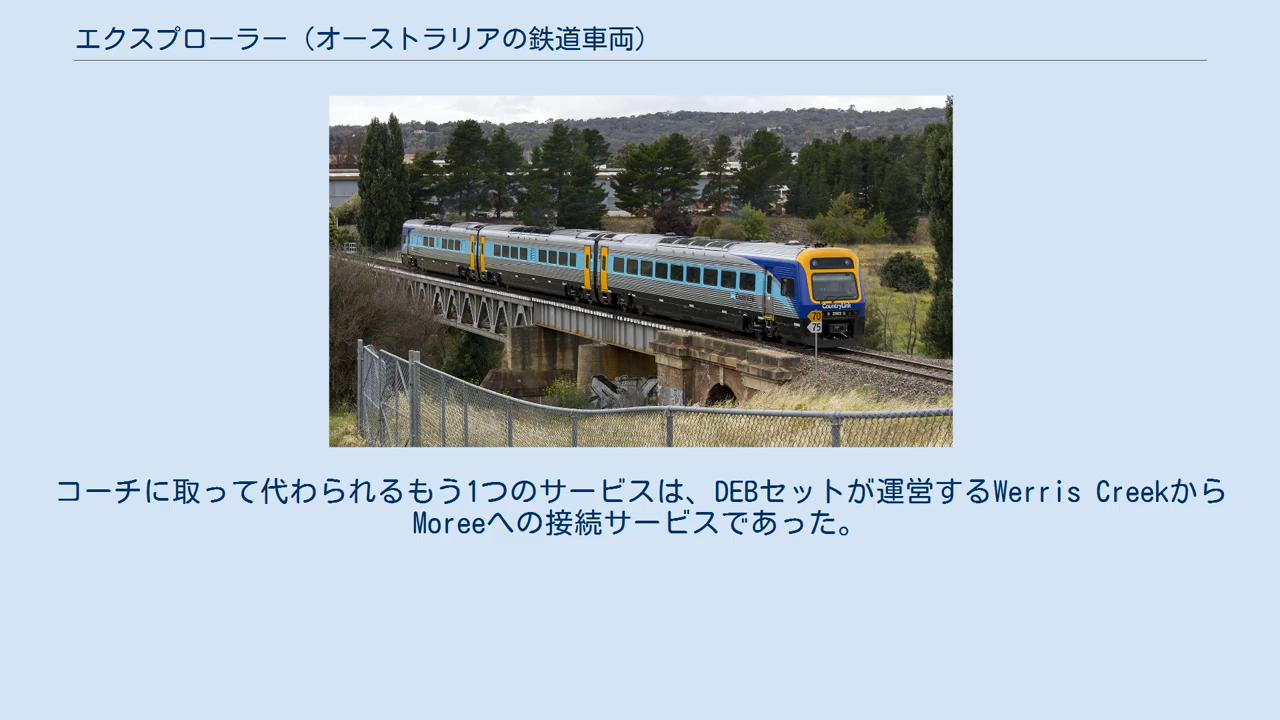 エクスプローラー（オーストラリアの鉄道車両）
CountryLink
70
75
コーチに取って代わられるもう1つのサービスは、DEBセットが運営するWerris Creekから
Moreeへの接続サービスであった。